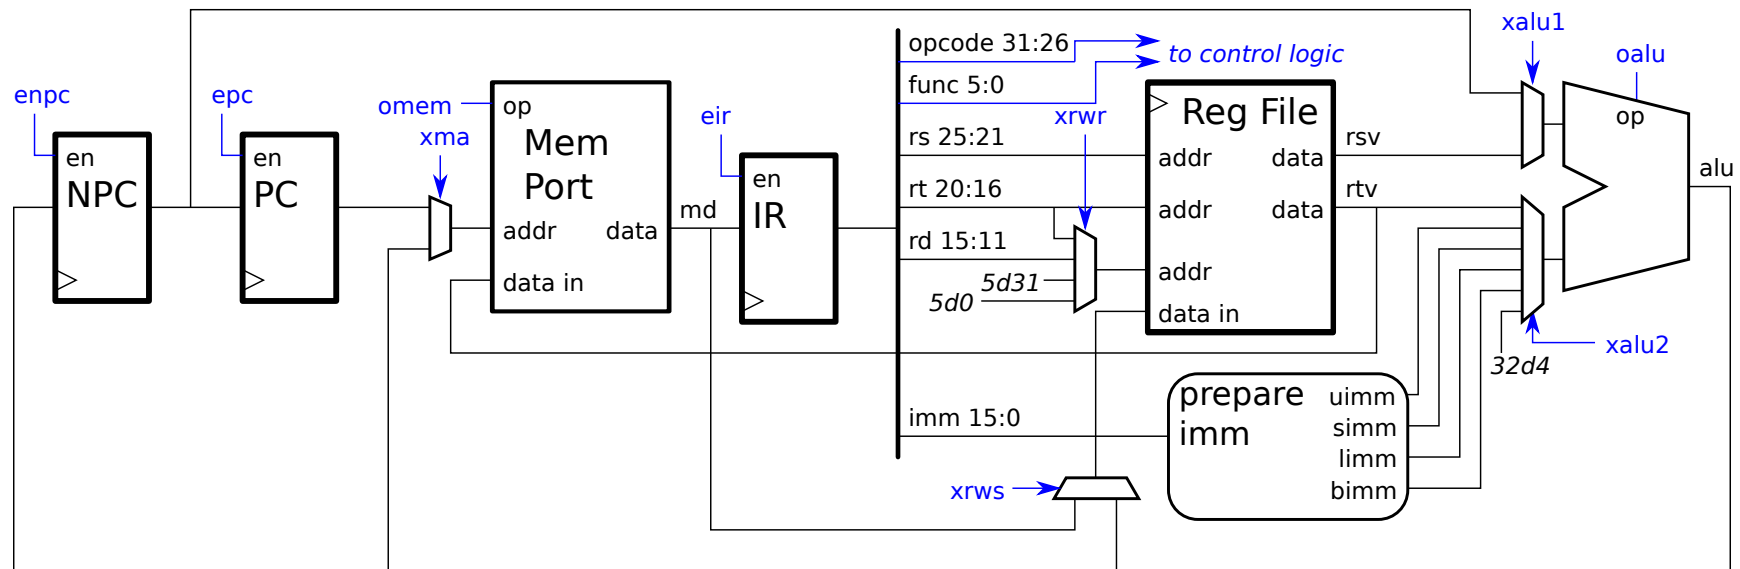 enpc
en
NPC
epc
en
PC
omem
xma
op
Mem
Port
addr
data
data in
md
eir
en
IR
opcode 31:26
to control logic
func 5:0
rs 25:21
rt 20:16
rd 15:11
5d31
5d0
imm 15:0
xrwr
Reg File
addr
data
addr
data
addr
data in
rsv
rtv
xrws
prepare
imm
uimm
simm
limm
bimm
xalu1
oalu
op
alu
xalu2
32d4